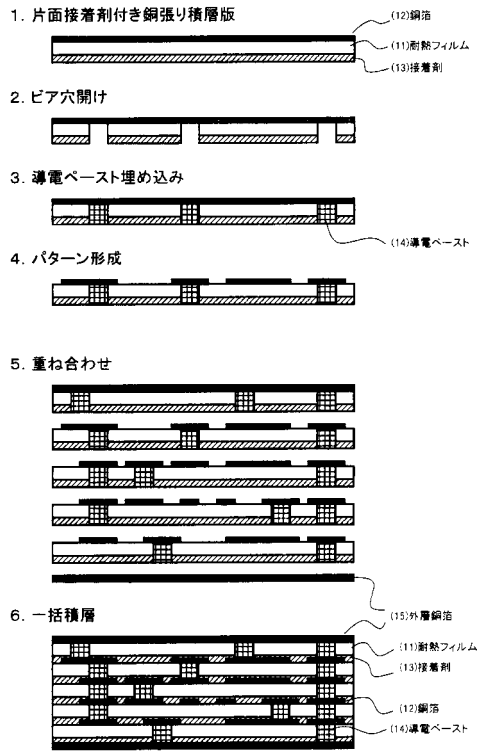 1. 片面接着剤付き銅張り積層版
(12)銅箔
(11)耐熱フィルム
(13)接着剤
2. ビア穴開け
3. 導電ペースト埋め込み
(14)導電ペースト
4. パターン形成
5. 重ね合わせ
(15)外層銅箔
6. 一括積層
(11)耐熱フィルム
(13)接着剤
(12)銅箔
(14)導電ペースト